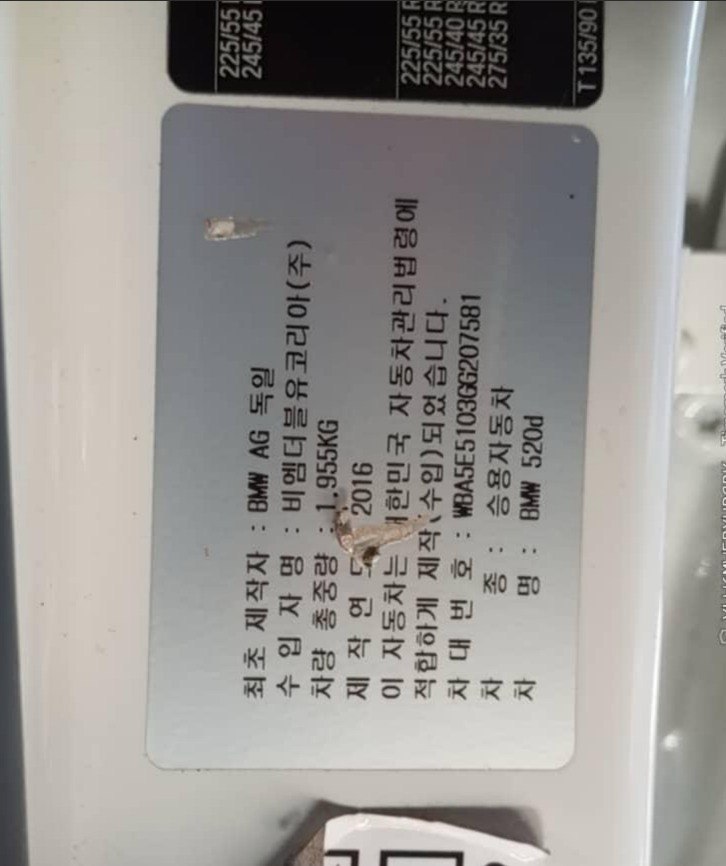 225/55
245/45
225/55 R
225/55 R
245/40 R
245/45 R
275/35 R
T 135/90
최초 제작자 : BMW AG 독일
수 입 자 명 : 비엠더블유코리아(주)
차량 총중량 : 1.955KG
제 작 연 2016
이 자동차는 대한민국 자동차관리법령에
적합하게 제작(수입)되었습니다.
차 대 번 호 : WBA5E5103GG207581
차 종 : 승용자동차
차 명 : BMW 520d